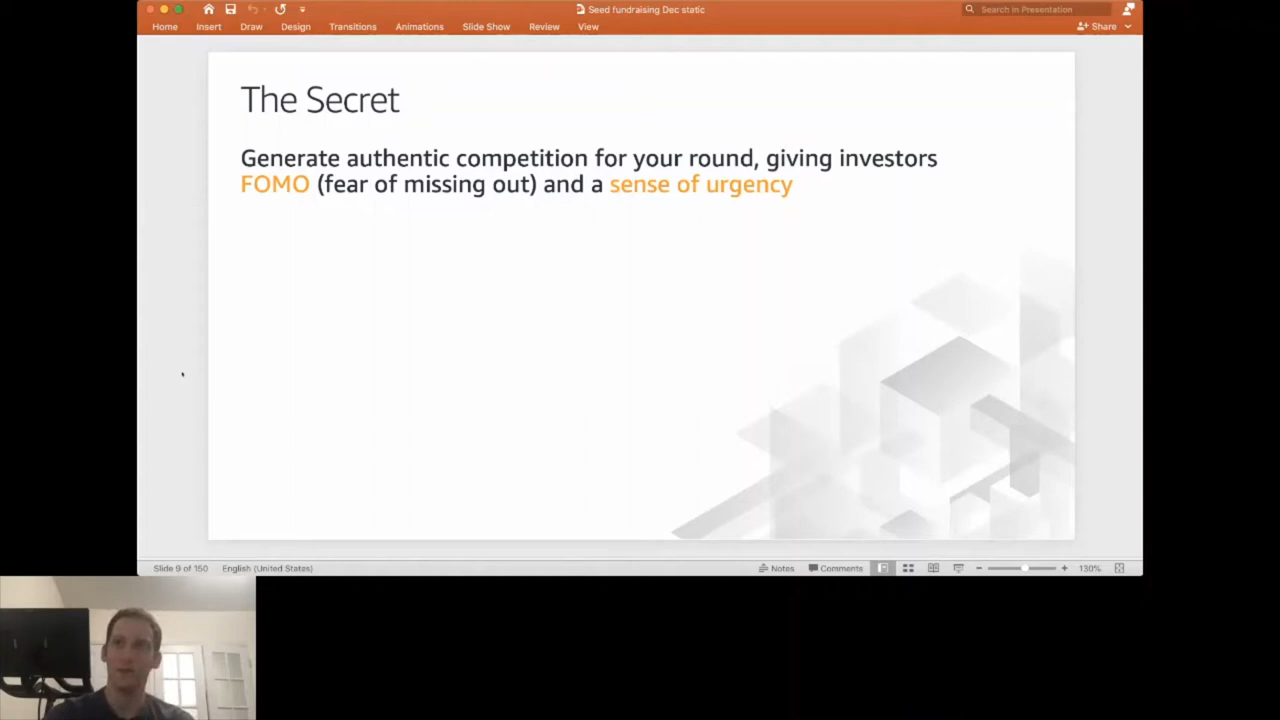 Seed fundraising Dec static
Search in Presentation
Home Insert Draw Design Transitions Animations Slide Show Review View Share
The Secret
Generate authentic competition for your round, giving investors
FOMO (fear of missing out) and a sense of urgency
Slide 9 of 150 English (United States) Notes Comments 130%